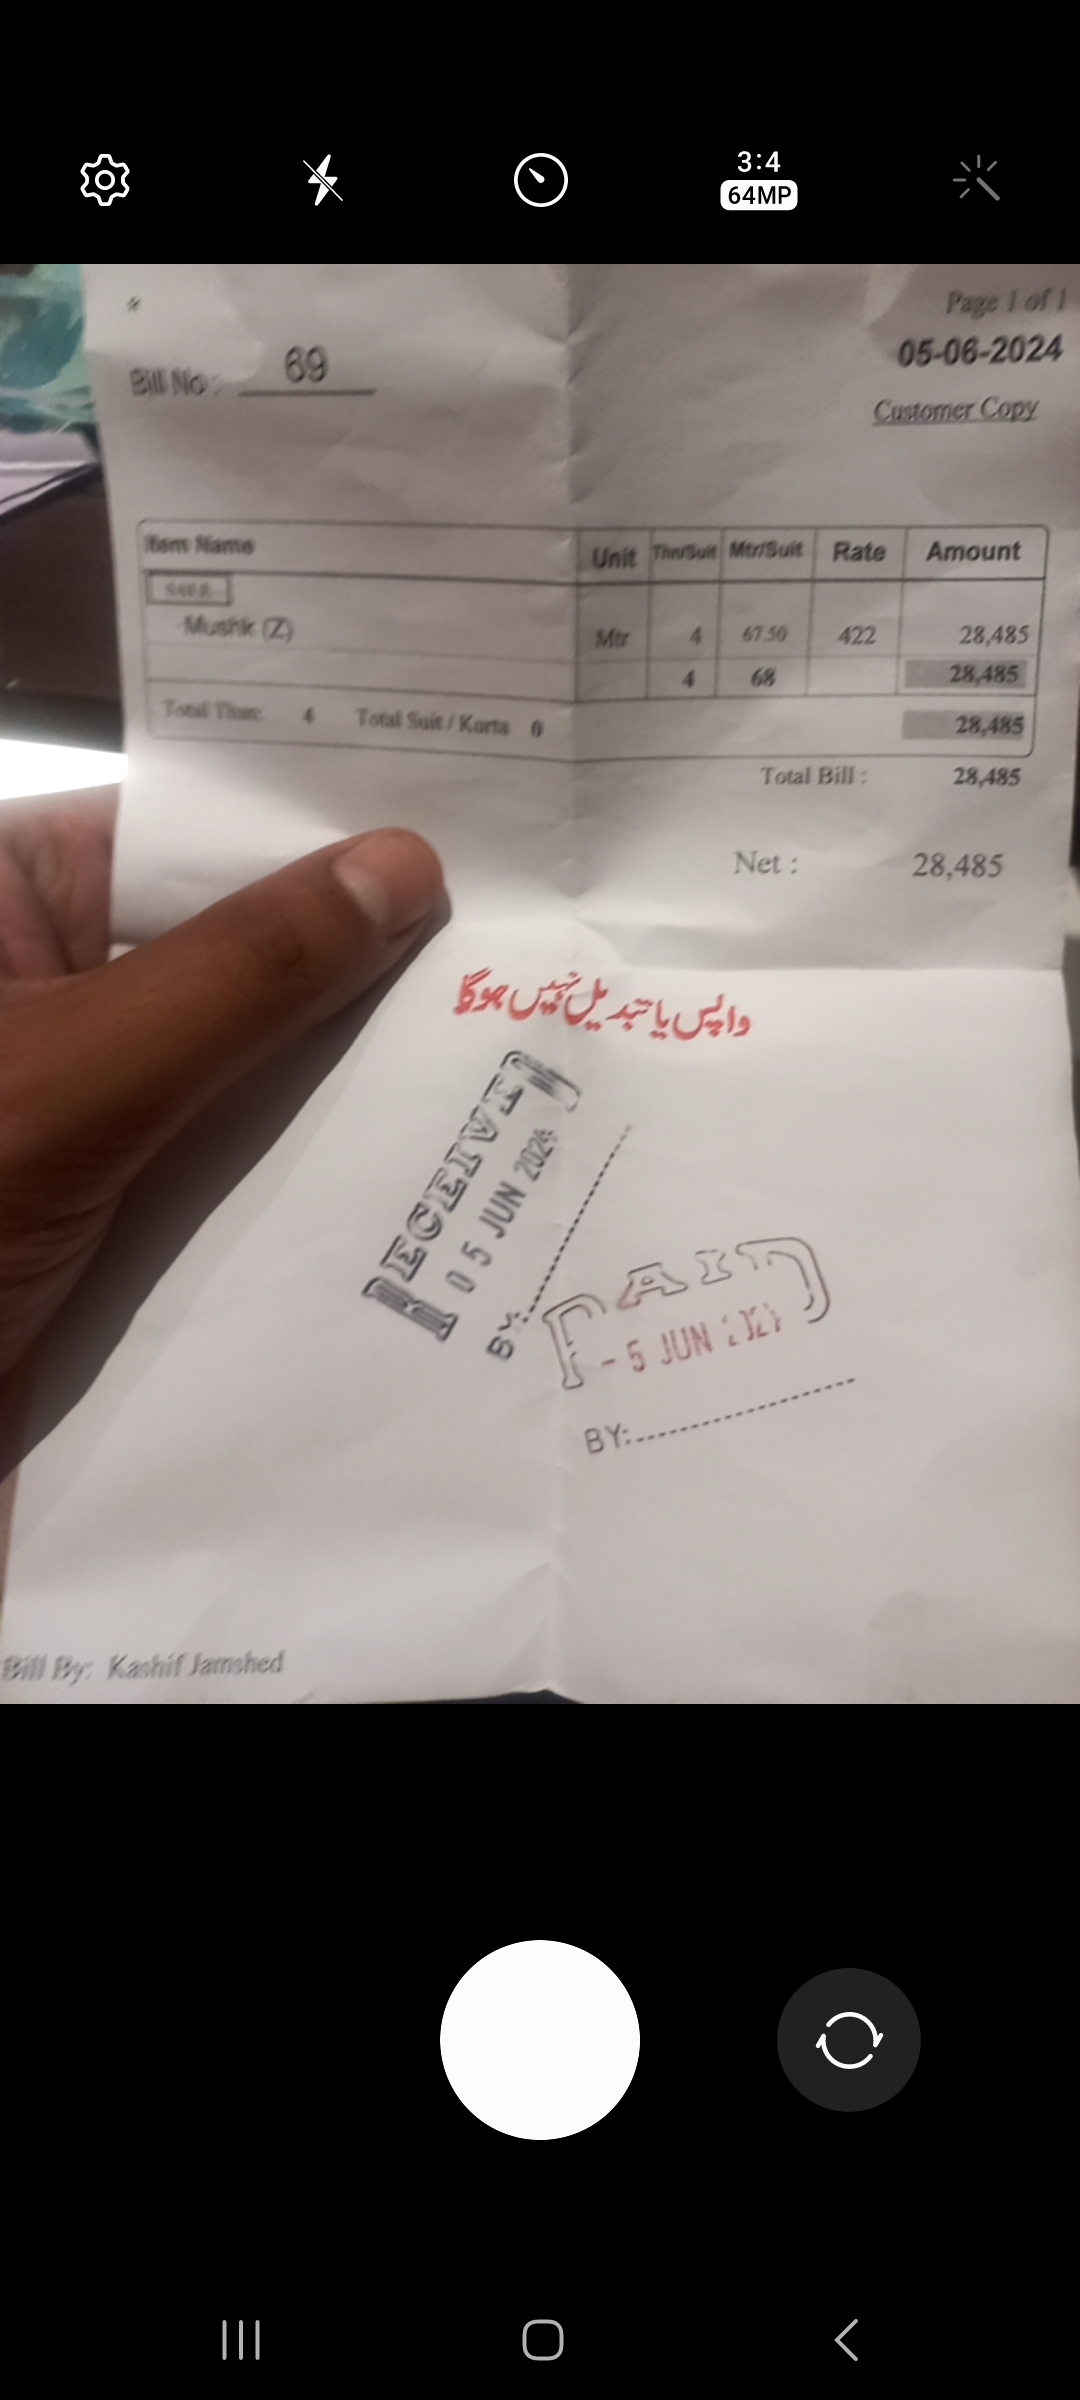 3:4
64MP
Page 1 of 1
05-06-2024
Bill No : 69
Customer Copy
Item Name Unit Thn/Suit Mtr/Suit Rate Amount
Mushk (Z) Mtr 4 67.50 422 28,485
4 68 28,485
Total Than: 4 Total Suit / Kurta 0 28,485
Total Bill : 28,485
Net : 28,485
واپس یا تبدیل نہیں ہوگا
RECEIVED
05 JUN 2024
BY:
PAID
- 5 JUN
BY:
Bill By: Kashif Jamshed